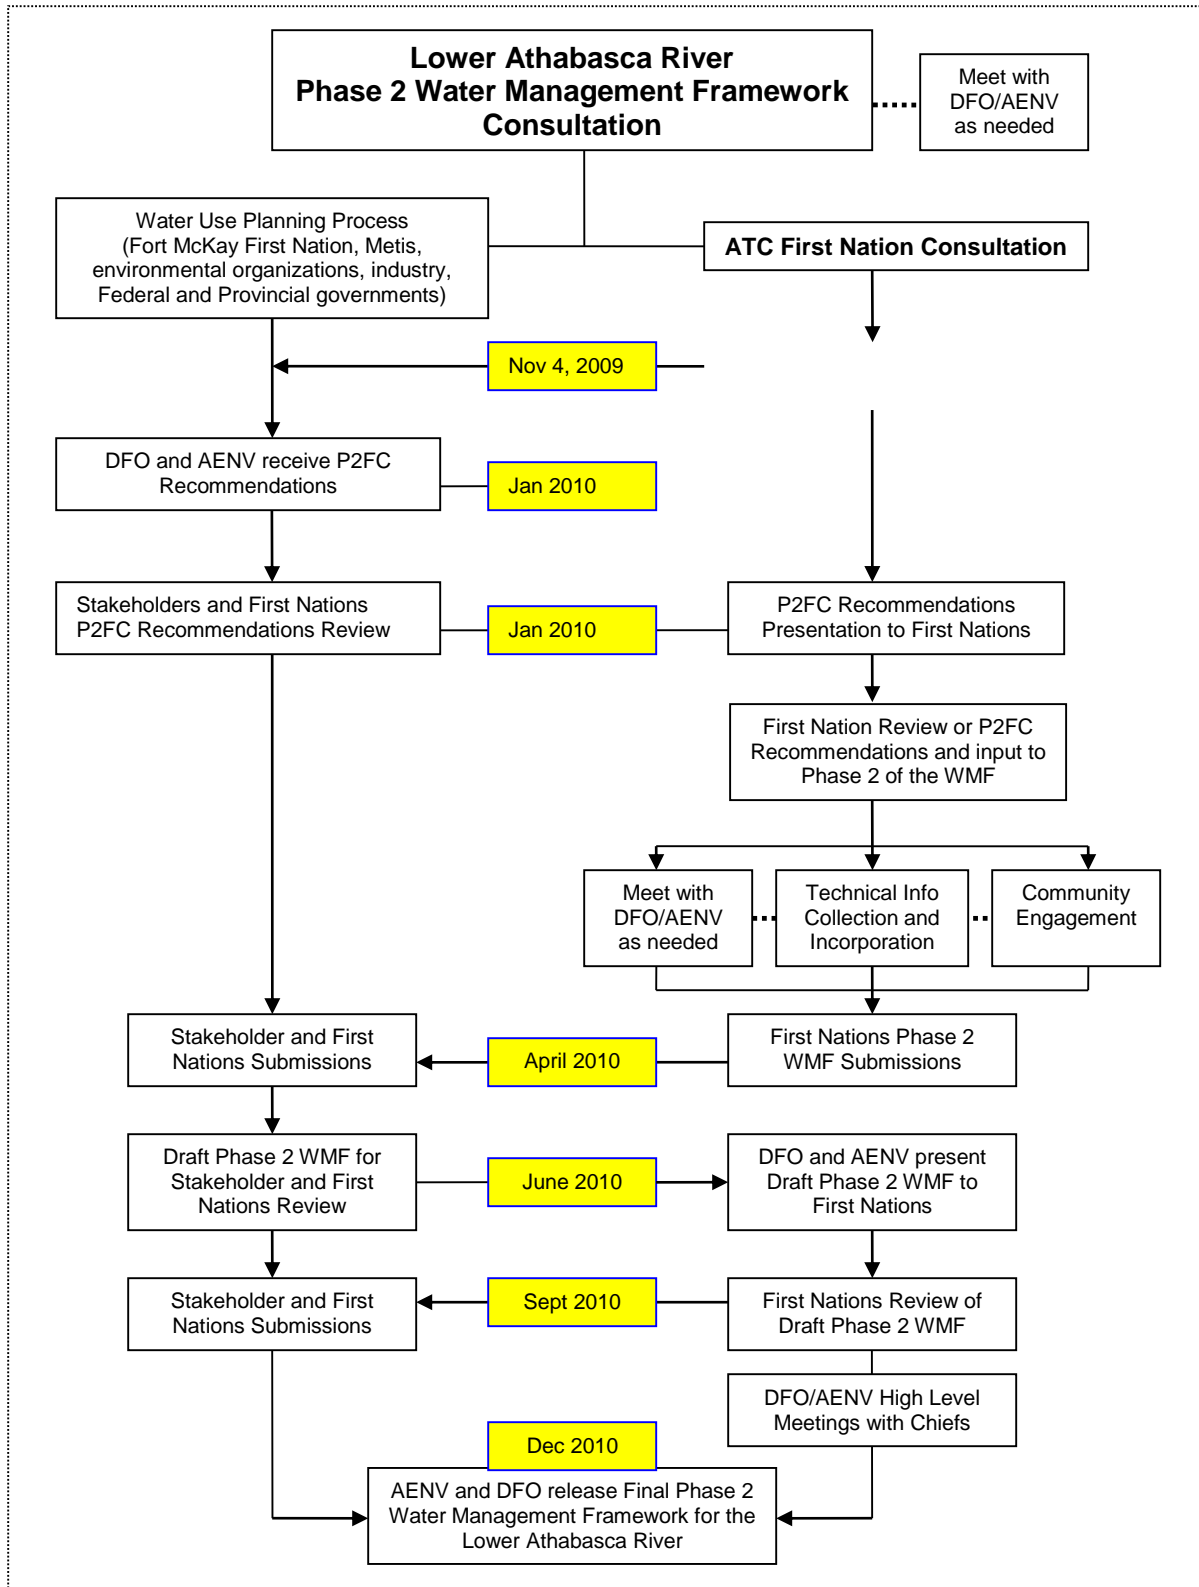 Lower Athabasca River
Phase 2 Water Management Framework
Consultation
Meet with
DFO/AENV
as needed
Water Use Planning Process
(Fort McKay First Nation, Metis,
environmental organizations, industry,
Federal and Provincial governments)
ATC First Nation Consultation
Nov 4, 2009
DFO and AENV receive P2FC
Recommendations
Jan 2010
Stakeholders and First Nations
P2FC Recommendations Review
Jan 2010
P2FC Recommendations
Presentation to First Nations
First Nation Review or P2FC
Recommendations and input to
Phase 2 of the WMF
Meet with
DFO/AENV
as needed
Technical Info
Collection and
Incorporation
Community
Engagement
Stakeholder and First
Nations Submissions
April 2010
First Nations Phase 2
WMF Submissions
Draft Phase 2 WMF for
Stakeholder and First
Nations Review
June 2010
DFO and AENV present
Draft Phase 2 WMF to
First Nations
Stakeholder and First
Nations Submissions
Sept 2010
First Nations Review of
Draft Phase 2 WMF
DFO/AENV High Level
Meetings with Chiefs
Dec 2010
AENV and DFO release Final Phase 2
Water Management Framework for the
Lower Athabasca River